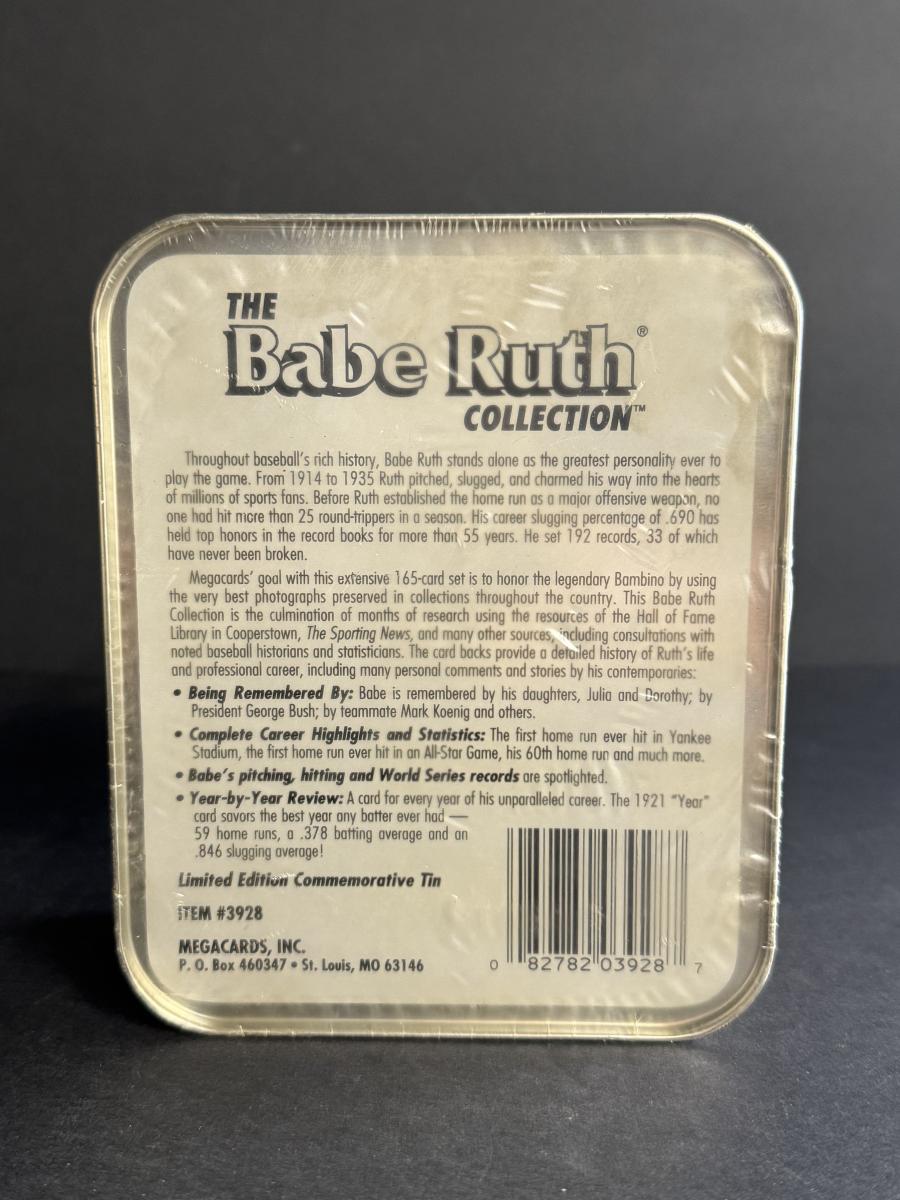 THE
Babe Ruth®
COLLECTION™
Throughout baseball's rich history, Babe Ruth stands alone as the greatest personality ever to
play the game. From 1914 to 1935 Ruth pitched, slugged, and charmed his way into the hearts
of millions of sports fans. Before Ruth established the home run as a major offensive weapon, no
one had hit more than 25 round-trippers in a season. His career slugging percentage of .690 has
held top honors in the record books for more than 55 years. He set 192 records, 33 of which
have never been broken.
Megacards' goal with this extensive 165-card set is to honor the legendary Bambino by using
the very best photographs preserved in collections throughout the country. This Babe Ruth
Collection is the culmination of months of research using the resources of the Hall of Fame
Library in Cooperstown, The Sporting News, and many other sources, including consultations with
noted baseball historians and statisticians. The card backs provide a detailed history of Ruth's life
and professional career, including many personal comments and stories by his contemporaries:
• Being Remembered By: Babe is remembered by his daughters, Julia and Dorothy; by
President George Bush; by teammate Mark Koenig and others.
• Complete Career Highlights and Statistics: The first home run ever hit in Yankee
Stadium, the first home run ever hit in an All-Star Game, his 60th home run and much more.
• Babe's pitching, hitting and World Series records are spotlighted.
• Year-by-Year Review: A card for every year of his unparalleled career. The 1921 "Year"
card savors the best year any batter ever had —
59 home runs, a .378 batting average and an
.846 slugging average!
Limited Edition Commemorative Tin
ITEM #3928
MEGACARDS, INC.
P. O. Box 460347 • St. Louis, MO 63146
0 82782 03928 7